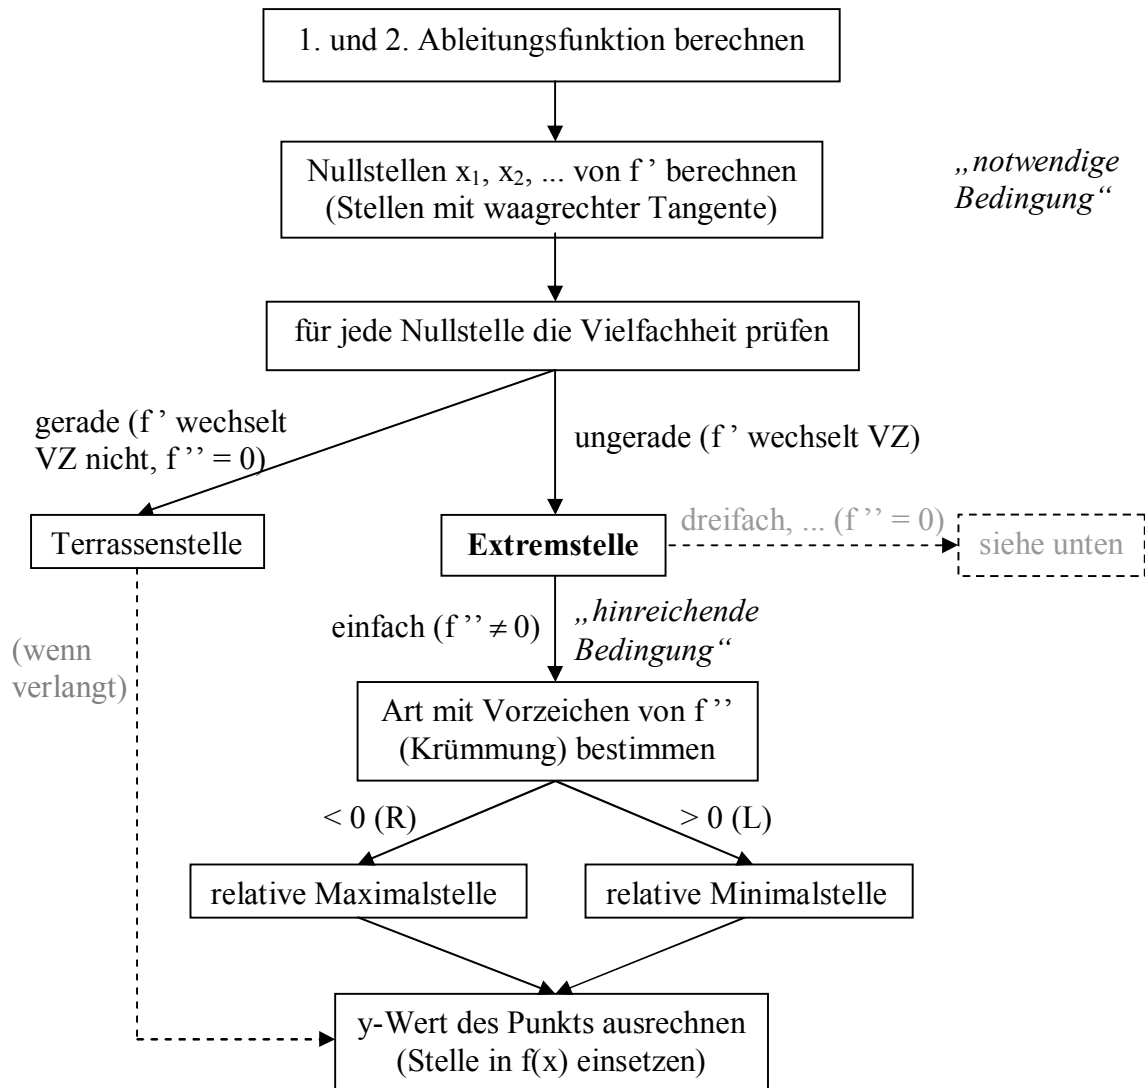 1. und 2. Ableitungsfunktion berechnen
Nullstellen x₁, x₂, ... von f ’ berechnen
(Stellen mit waagrechter Tangente)
„notwendige
Bedingung“
für jede Nullstelle die Vielfachheit prüfen
gerade (f ’ wechselt
VZ nicht, f ’’ = 0)
ungerade (f ’ wechselt VZ)
Terrassenstelle
Extremstelle
dreifach, ... (f ’’ = 0)
siehe unten
einfach (f ’’ ≠ 0)
„hinreichende
Bedingung“
(wenn
verlangt)
Art mit Vorzeichen von f ’’
(Krümmung) bestimmen
< 0 (R)
> 0 (L)
relative Maximalstelle
relative Minimalstelle
y-Wert des Punkts ausrechnen
(Stelle in f(x) einsetzen)